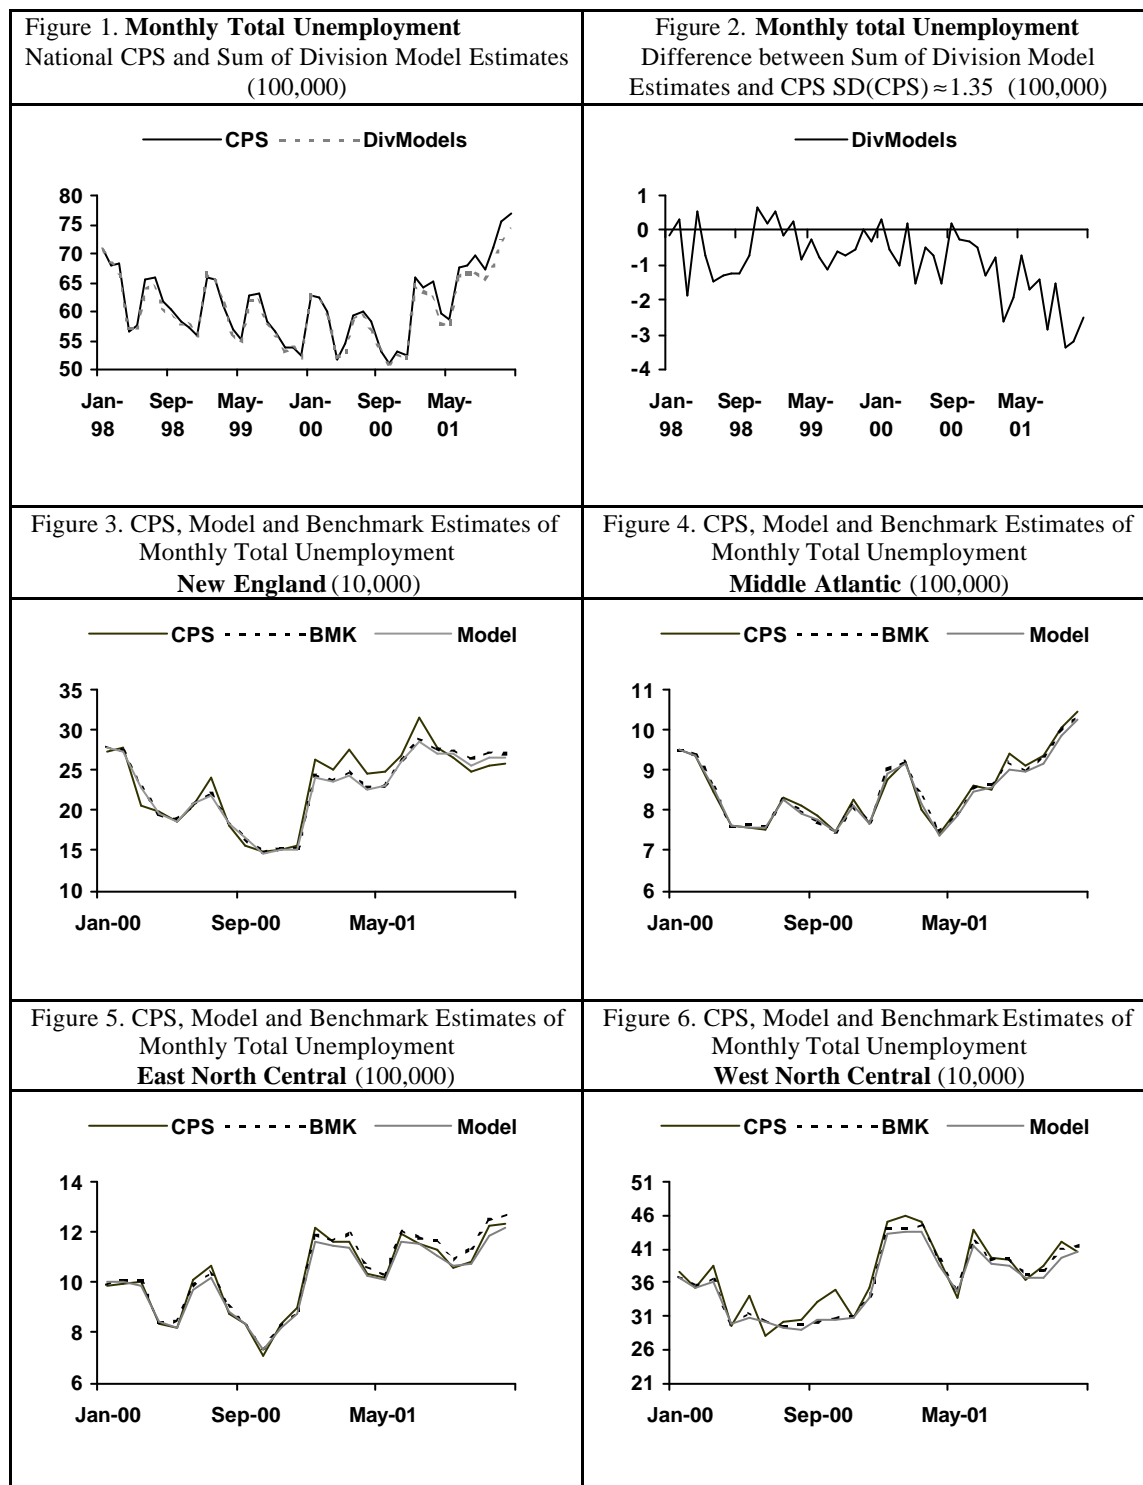 Figure 1. Monthly Total Unemployment
National CPS and Sum of Division Model Estimates
(100,000)
Figure 2. Monthly total Unemployment
Difference between Sum of Division Model
Estimates and CPS SD(CPS) ≈1.35 (100,000)
CPS DivModels
80
75
70
65
60
55
50
Jan- Sep- May- Jan- Sep- May-
98 98 99 00 00 01
DivModels
1
0
-1
-2
-3
-4
Jan- Sep- May- Jan- Sep- May-
98 98 99 00 00 01
Figure 3. CPS, Model and Benchmark Estimates of
Monthly Total Unemployment
New England (10,000)
Figure 4. CPS, Model and Benchmark Estimates of
Monthly Total Unemployment
Middle Atlantic (100,000)
CPS BMK Model
35
30
25
20
15
10
Jan-00 Sep-00 May-01
CPS BMK Model
11
10
9
8
7
6
Jan-00 Sep-00 May-01
Figure 5. CPS, Model and Benchmark Estimates of
Monthly Total Unemployment
East North Central (100,000)
Figure 6. CPS, Model and Benchmark Estimates of
Monthly Total Unemployment
West North Central (10,000)
CPS BMK Model
14
12
10
8
6
Jan-00 Sep-00 May-01
CPS BMK Model
51
46
41
36
31
26
21
Jan-00 Sep-00 May-01